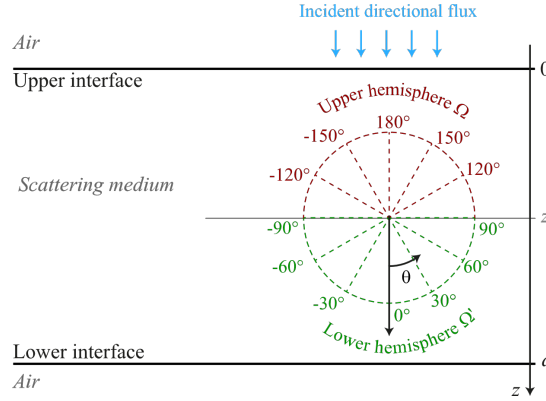 Incident directional flux
Air
Upper interface
0
Upper hemisphere Ω
180°
-150°
150°
-120°
120°
Scattering medium
z
-90°
90°
-60°
60°
θ
-30°
30°
0°
Lower hemisphere Ω'
Lower interface
Air
z